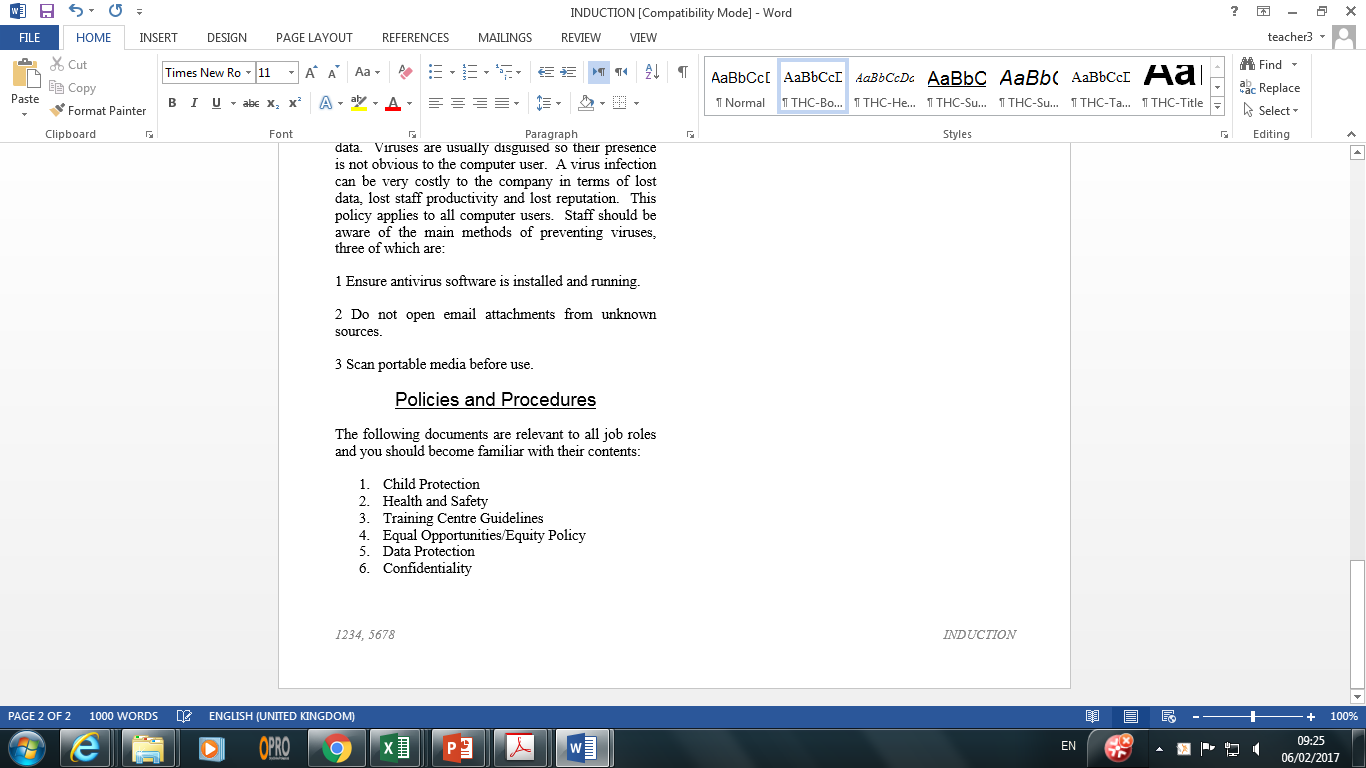 INDUCTION [Compatibility Mode] - Word
FILE HOME INSERT DESIGN PAGE LAYOUT REFERENCES MAILINGS REVIEW VIEW teacher3
Paste
Cut
Copy
Format Painter
Clipboard
Times New Ro 11
Font
Paragraph
AaBbCcI AaBbCcE AaBbCcDa AaBbC AaBb( AaBbCcE Aa
¶ Normal ¶ THC-Bo... ¶ THC-He... ¶ THC-Su... ¶ THC-Su... ¶ THC-Ta... ¶ THC-Title
Styles
Find
Replace
Select
Editing
data. Viruses are usually disguised so their presence
is not obvious to the computer user. A virus infection
can be very costly to the company in terms of lost
data, lost staff productivity and lost reputation. This
policy applies to all computer users. Staff should be
aware of the main methods of preventing viruses,
three of which are:
1 Ensure antivirus software is installed and running.
2 Do not open email attachments from unknown
sources.
3 Scan portable media before use.
Policies and Procedures
The following documents are relevant to all job roles
and you should become familiar with their contents:
1. Child Protection
2. Health and Safety
3. Training Centre Guidelines
4. Equal Opportunities/Equity Policy
5. Data Protection
6. Confidentiality
1234, 5678 INDUCTION
PAGE 2 OF 2 1000 WORDS ENGLISH (UNITED KINGDOM) 100%
OPRO
EN
09:25
06/02/2017